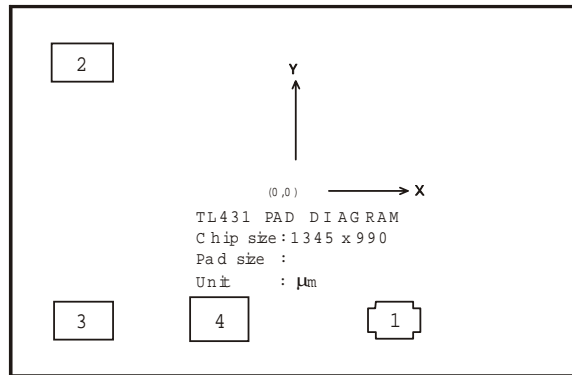 2
Y
(0,0)
X
TL431 PAD DIAGRAM
Chip size:1345 x 990
Pad size :
Unit : μm
3
4
1